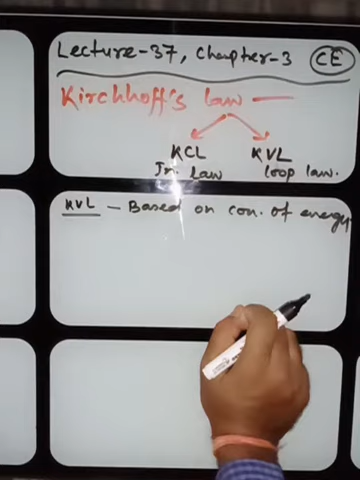 Lecture-37, Chapter-3 CE
Kirchhoff's law —
KCL KVL
Jn. Law loop law.
KVL — Based on con. of energy